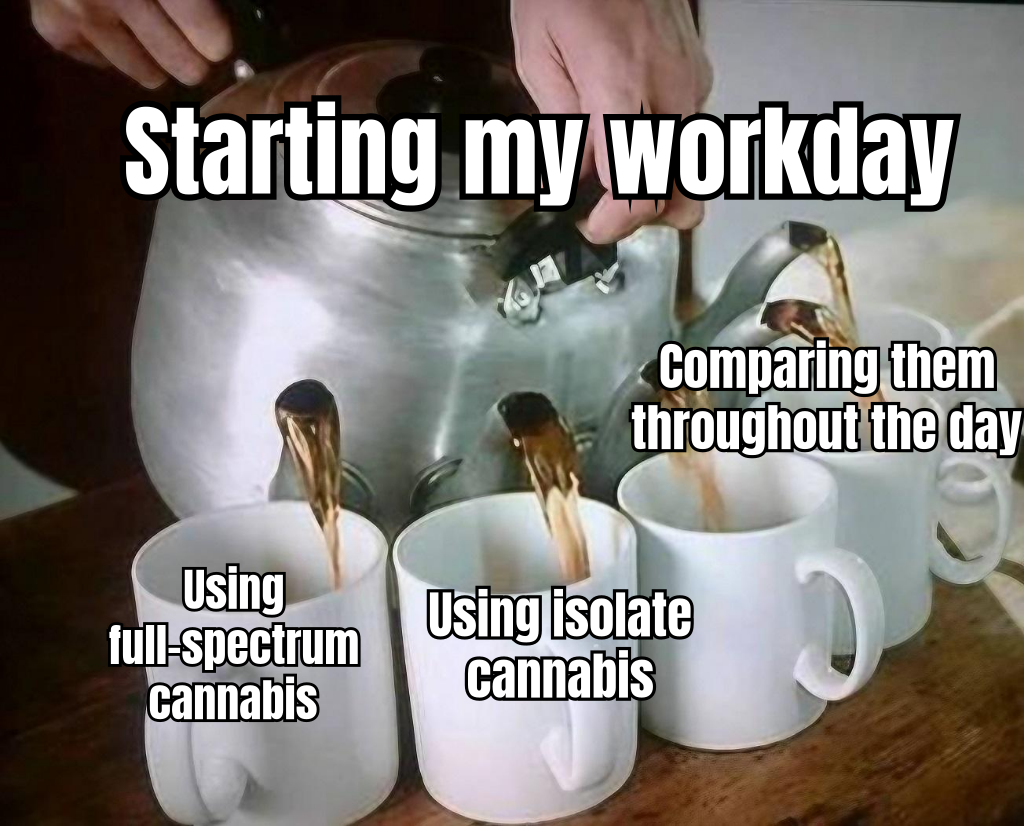 Starting my workday
Comparing them
throughout the day
Using
full-spectrum
cannabis
Using isolate
cannabis